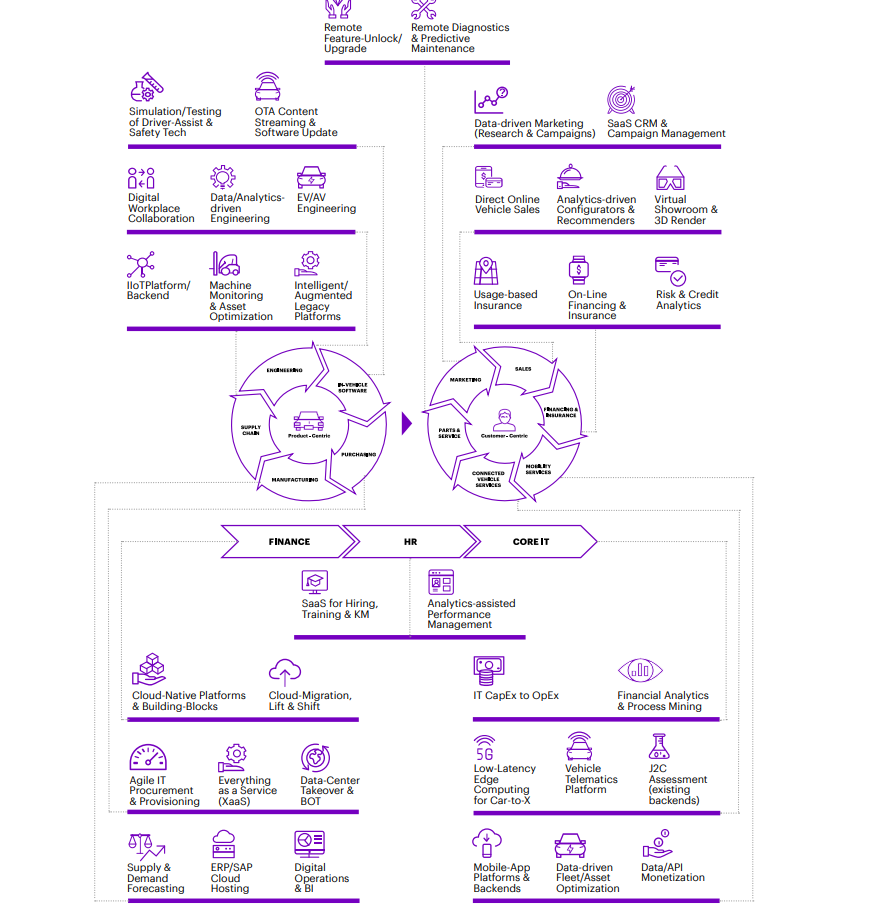 Remote
Feature-Unlock/
Upgrade
Remote Diagnostics
& Predictive
Maintenance
Simulation/Testing
of Driver-Assist &
Safety Tech
OTA Content
Streaming &
Software Update
Data-driven Marketing
(Research & Campaigns)
SaaS CRM &
Campaign Management
Digital
Workplace
Collaboration
Data/Analytics-
driven
Engineering
EV/AV
Engineering
Direct Online
Vehicle Sales
Analytics-driven
Configurators &
Recommenders
Virtual
Showroom &
3D Render
IIoTPlatform/
Backend
Machine
Monitoring
& Asset
Optimization
Intelligent/
Augmented
Legacy
Platforms
Usage-based
Insurance
On-Line
Financing &
Insurance
Risk & Credit
Analytics
ENGINEERING
IN-VEHICLE
SOFTWARE
SUPPLY
CHAIN
Product - Centric
PURCHASING
MANUFACTURING
SALES
MARKETING
FINANCING &
INSURANCE
PARTS &
SERVICE
Customer - Centric
MOBILITY
SERVICES
CONNECTED
VEHICLE
SERVICES
FINANCE
HR
CORE IT
SaaS for Hiring,
Training & KM
Analytics-assisted
Performance
Management
Cloud-Native Platforms
& Building-Blocks
Cloud-Migration,
Lift & Shift
IT CapEx to OpEx
Financial Analytics
& Process Mining
Agile IT
Procurement
& Provisioning
Everything
as a Service
(XaaS)
Data-Center
Takeover &
BOT
5G
Low-Latency
Edge
Computing
for Car-to-X
Vehicle
Telematics
Platform
J2C
Assessment
(existing
backends)
Supply &
Demand
Forecasting
ERP/SAP
Cloud
Hosting
Digital
Operations
& BI
Mobile-App
Platforms &
Backends
Data-driven
Fleet/Asset
Optimization
Data/API
Monetization